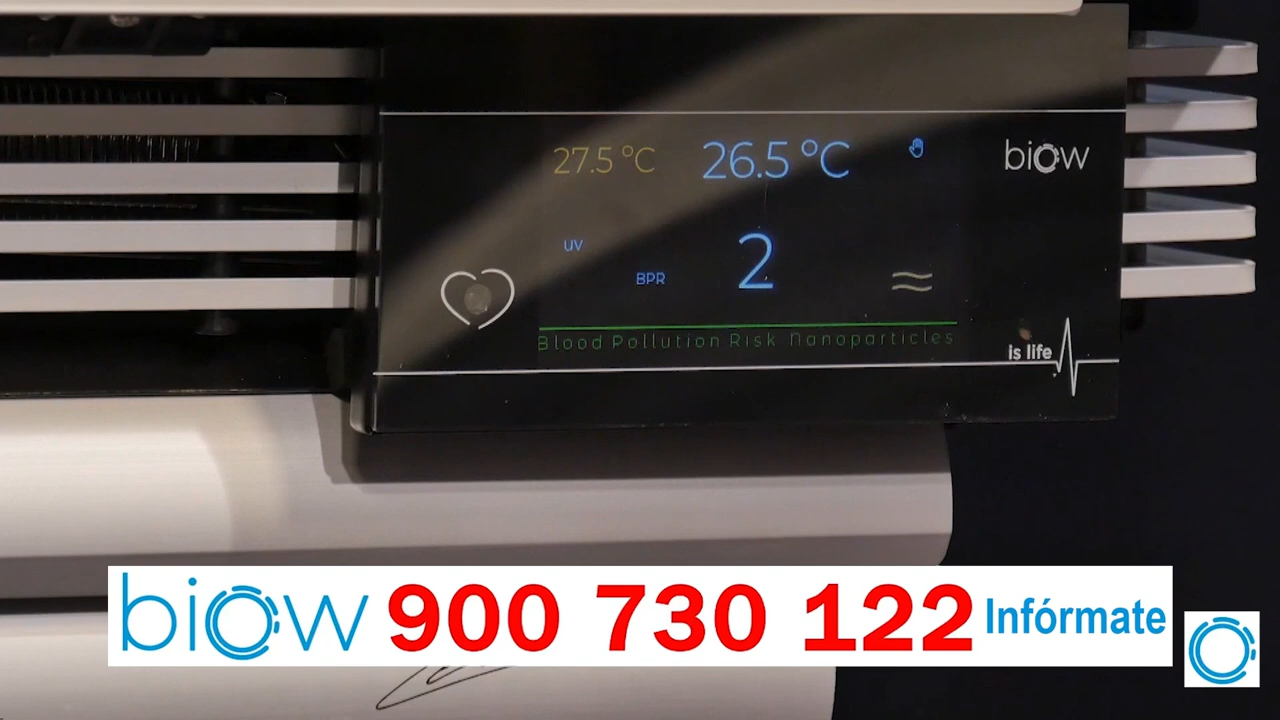 27.5 °C 26.5 °C biow
UV
BPR 2
Blood Pollution Risk Nanoparticles
Is life
biow 900 730 122 Infórmate